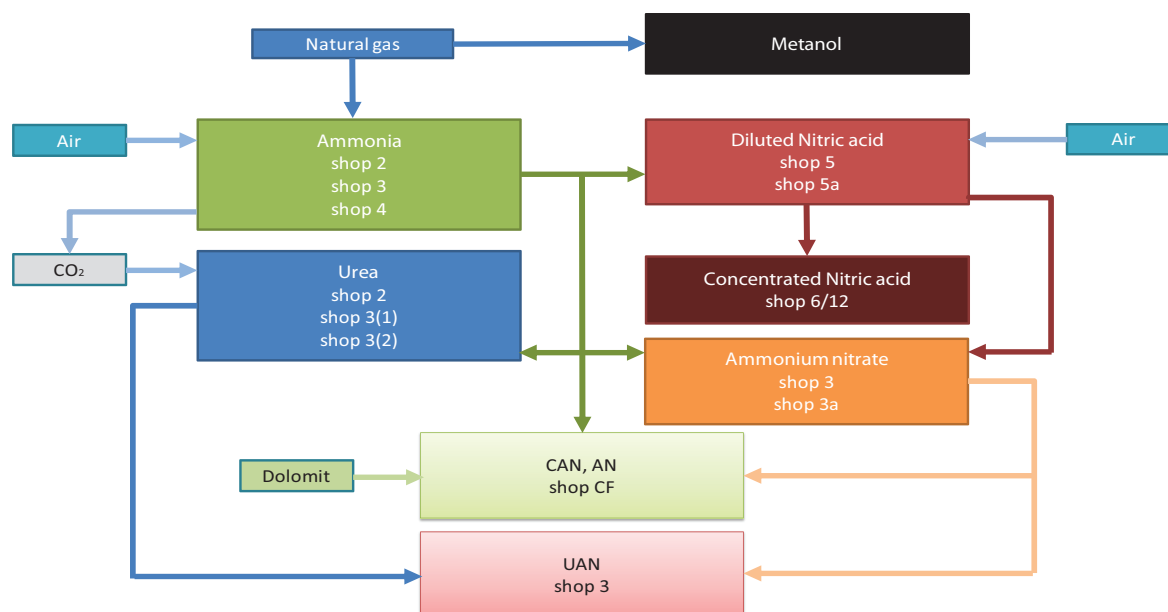 Natural gas
Metanol
Air
Ammonia
shop 2
shop 3
shop 4
Diluted Nitric acid
shop 5
shop 5a
Air
CO₂
Urea
shop 2
shop 3(1)
shop 3(2)
Concentrated Nitric acid
shop 6/12
Ammonium nitrate
shop 3
shop 3a
Dolomit
CAN, AN
shop CF
UAN
shop 3